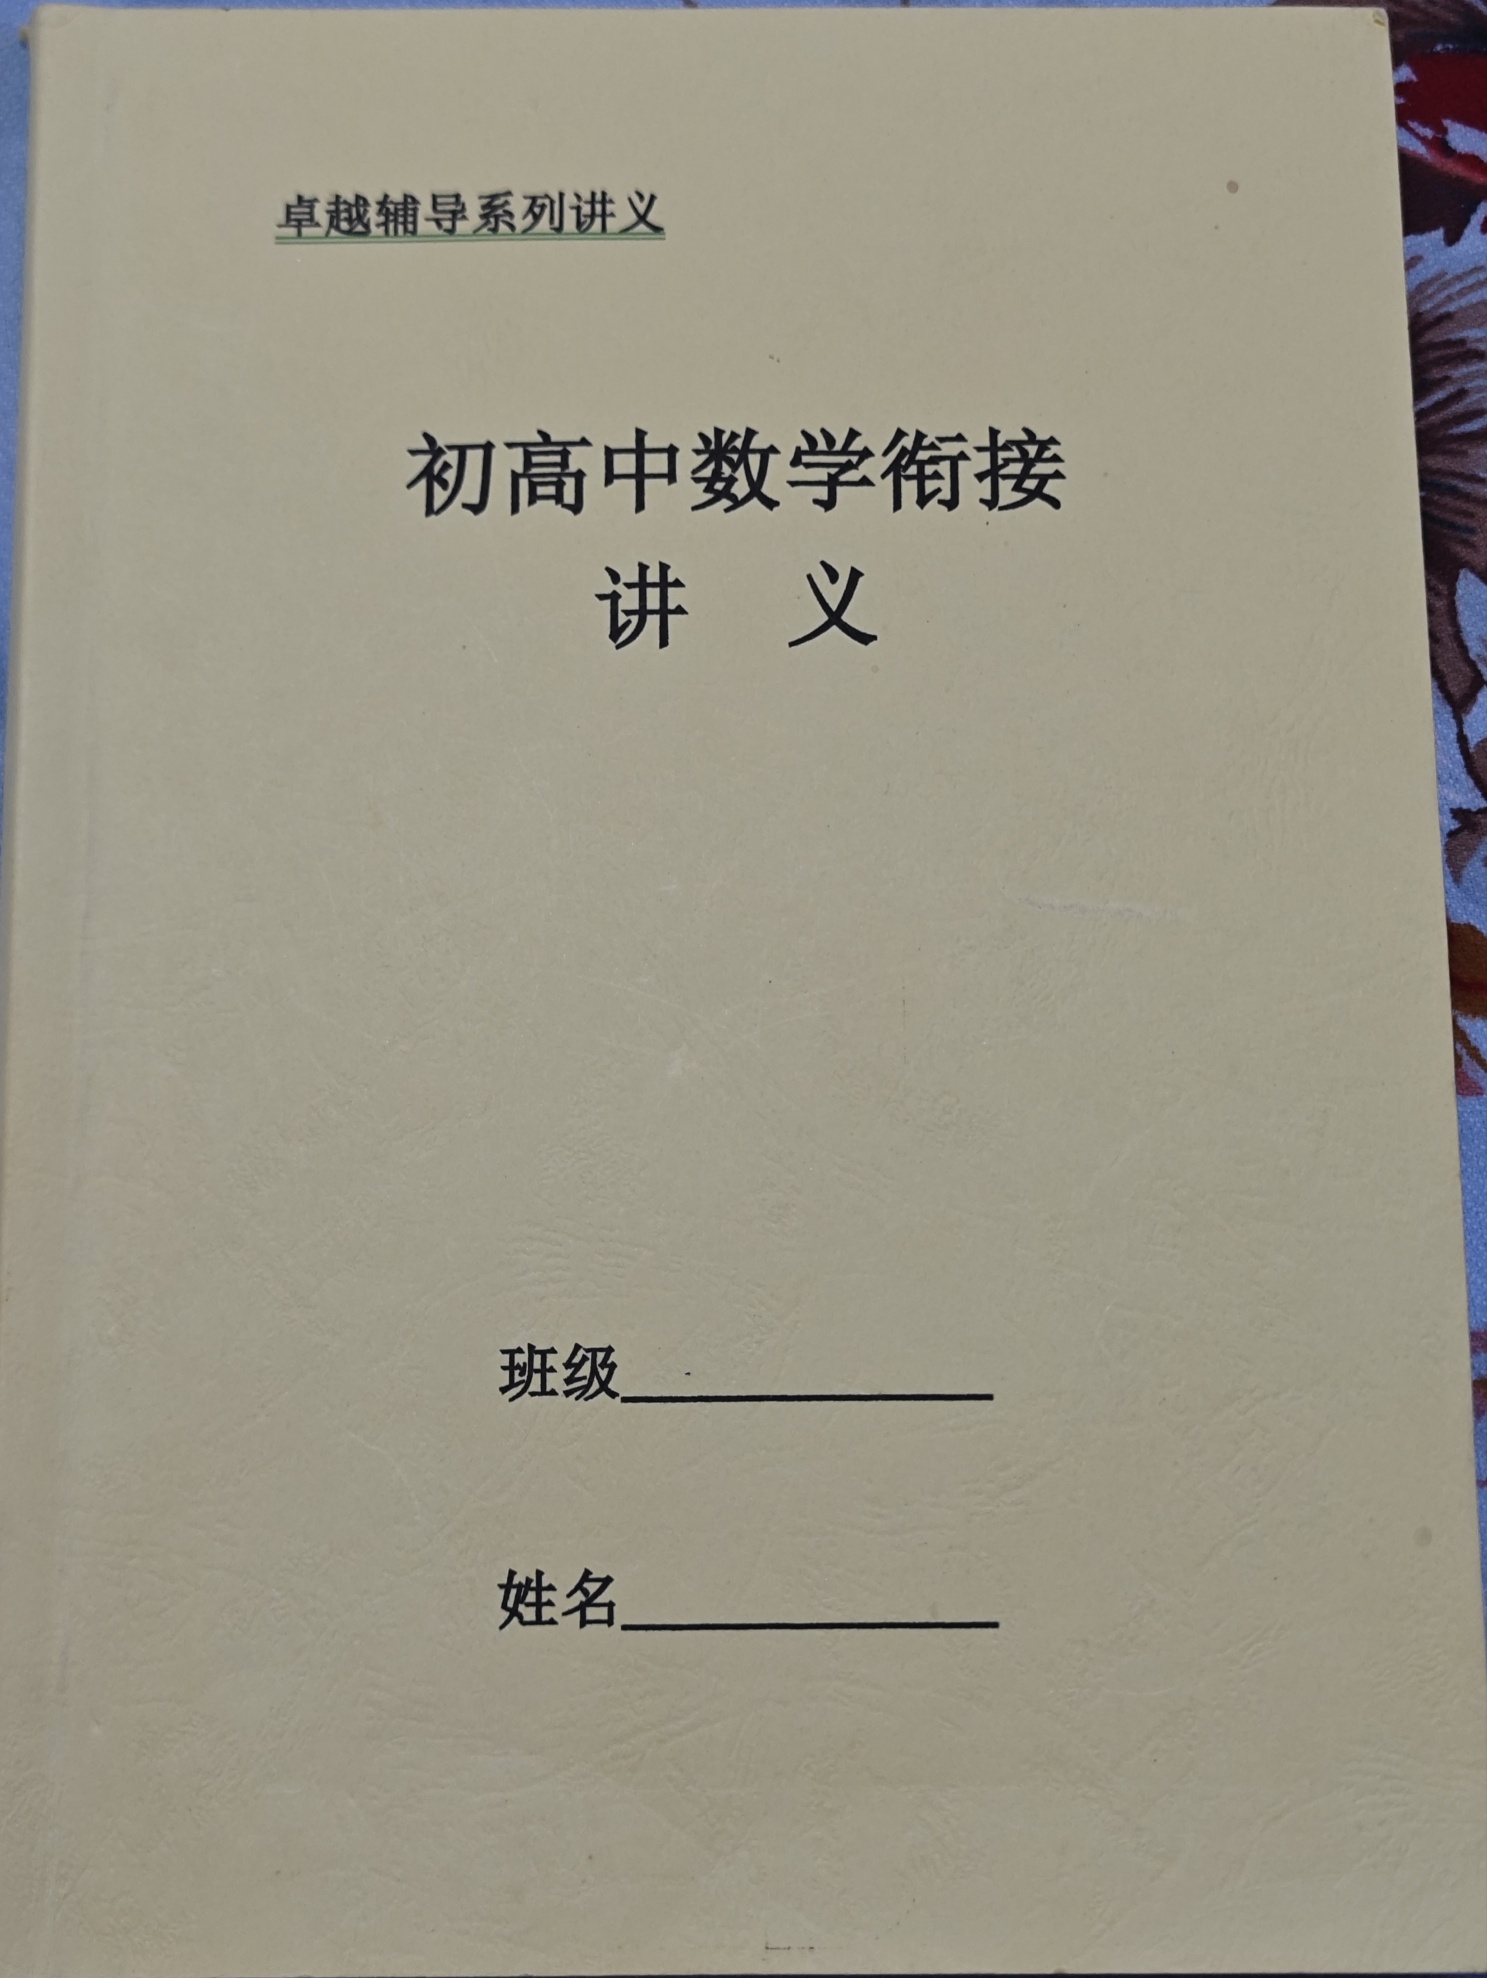 卓越辅导系列讲义
初高中数学衔接
讲 义
班级
姓名